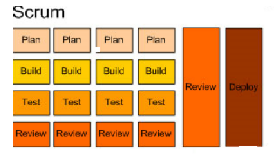 Scrum
Plan Plan Plan Plan
Build Build Build Build
Test Test Test Test
Review Review Review Review
Review
Deploy